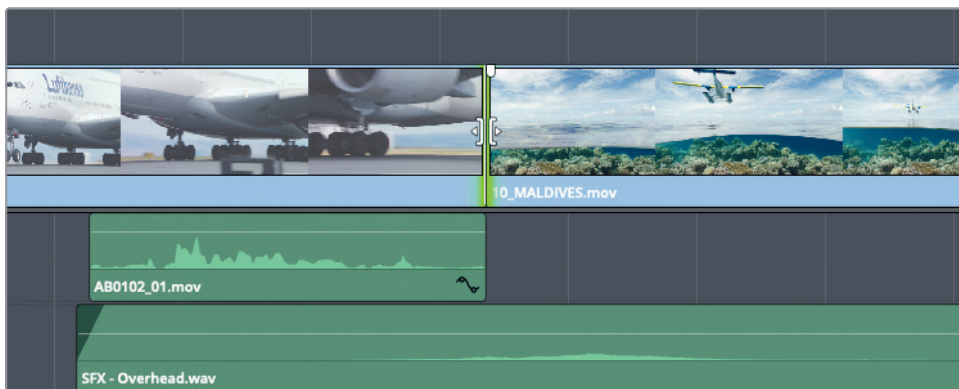 Lufthansa
10_MALDIVES.mov
AB0102_01.mov
SFX - Overhead.wav